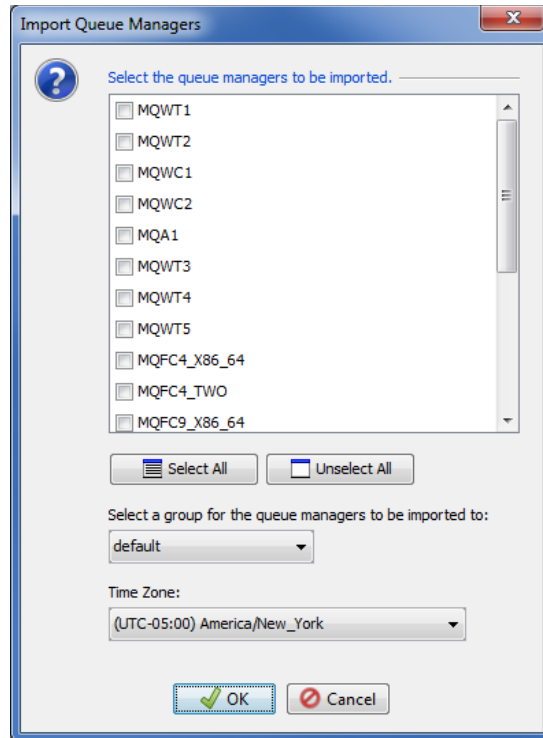 Import Queue Managers
Select the queue managers to be imported.
MQWT1
MQWT2
MQWC1
MQWC2
MQA1
MQWT3
MQWT4
MQWT5
MQFC4_X86_64
MQFC4_TWO
MQFC9_X86_64
Select All Unselect All
Select a group for the queue managers to be imported to:
default
Time Zone:
(UTC-05:00) America/New_York
OK Cancel